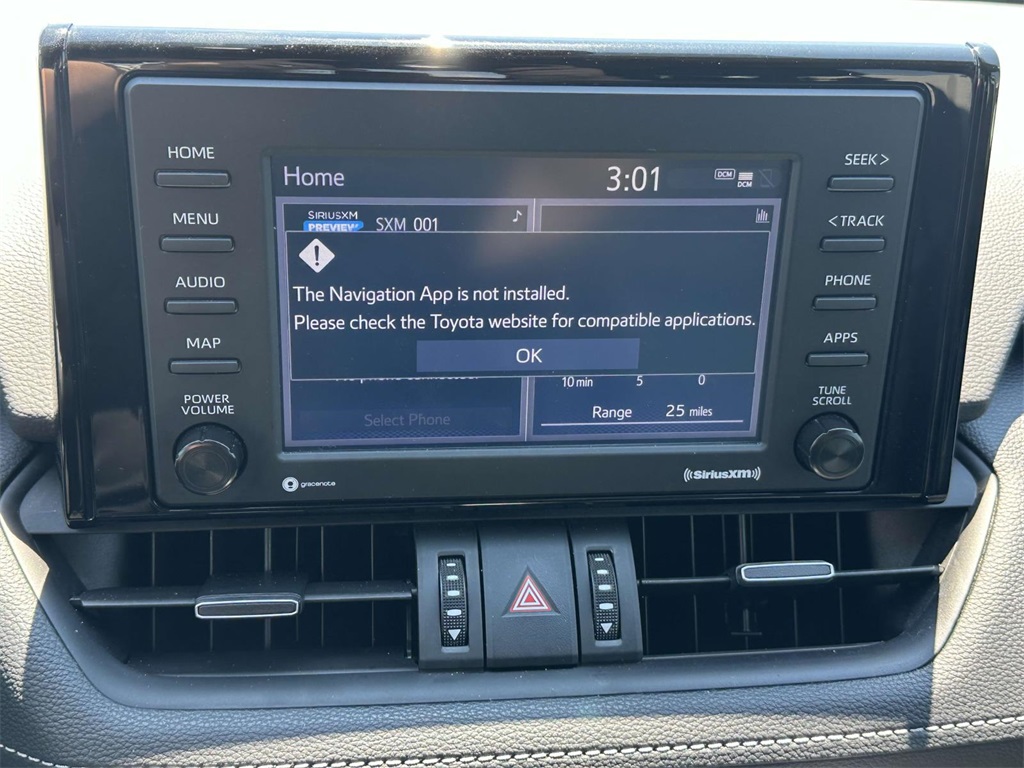 HOME
MENU
AUDIO
MAP
POWER
VOLUME
Home
3:01
DCM
DCM
SIRIUSXM
PREVIEW
SXM 001
The Navigation App is not installed.
Please check the Toyota website for compatible applications.
OK
Select Phone
10 min 5 0
Range 25 miles
gracenote
SiriusXM
SEEK >
< TRACK
PHONE
APPS
TUNE
SCROLL